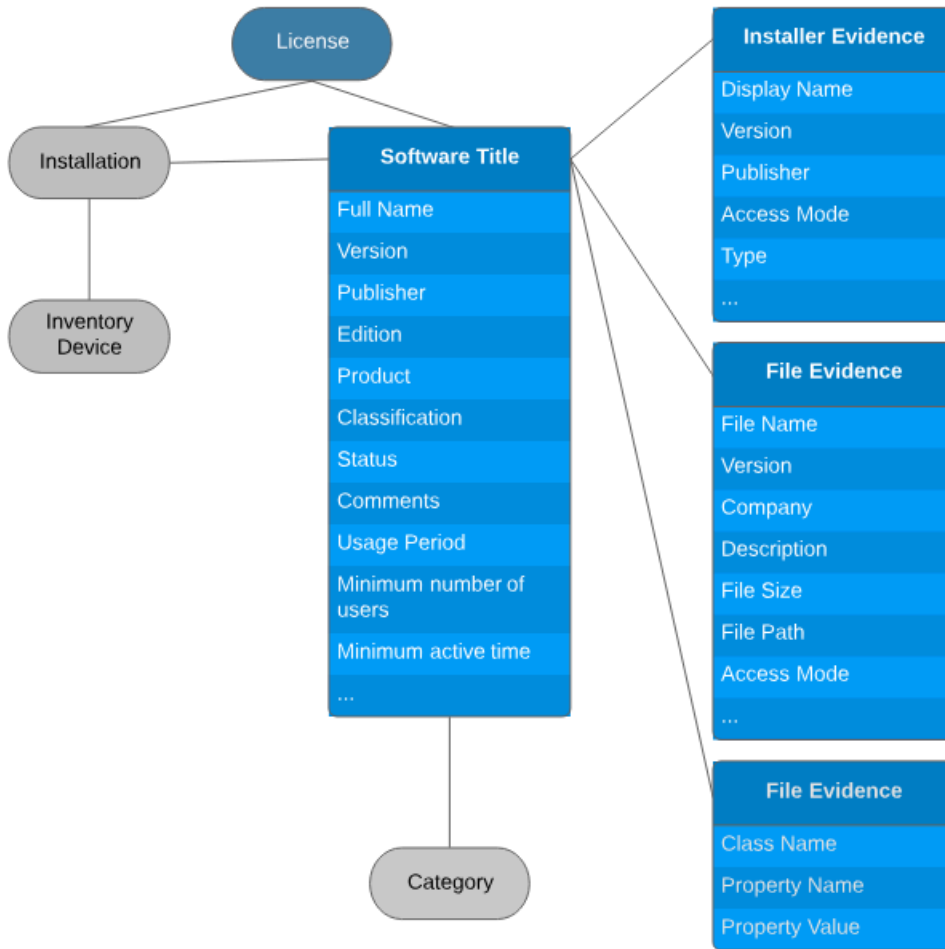 License
Installation
Inventory
Device
Software Title
Full Name
Version
Publisher
Edition
Product
Classification
Status
Comments
Usage Period
Minimum number of
users
Minimum active time
...
Category
Installer Evidence
Display Name
Version
Publisher
Access Mode
Type
...
File Evidence
File Name
Version
Company
Description
File Size
File Path
Access Mode
...
File Evidence
Class Name
Property Name
Property Value